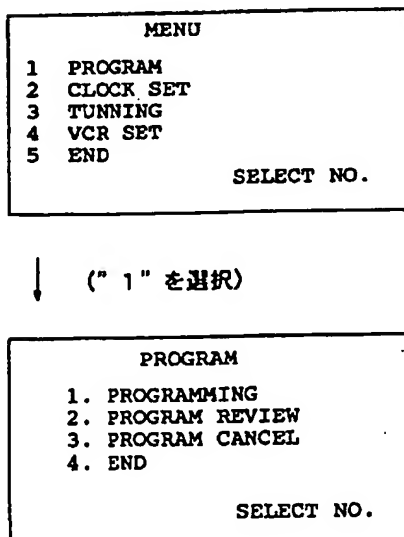 MENU
1 PROGRAM
2 CLOCK SET
3 TUNNING
4 VCR SET
5 END
SELECT NO.
(" 1 " を選択)
PROGRAM
1. PROGRAMMING
2. PROGRAM REVIEW
3. PROGRAM CANCEL
4. END
SELECT NO.